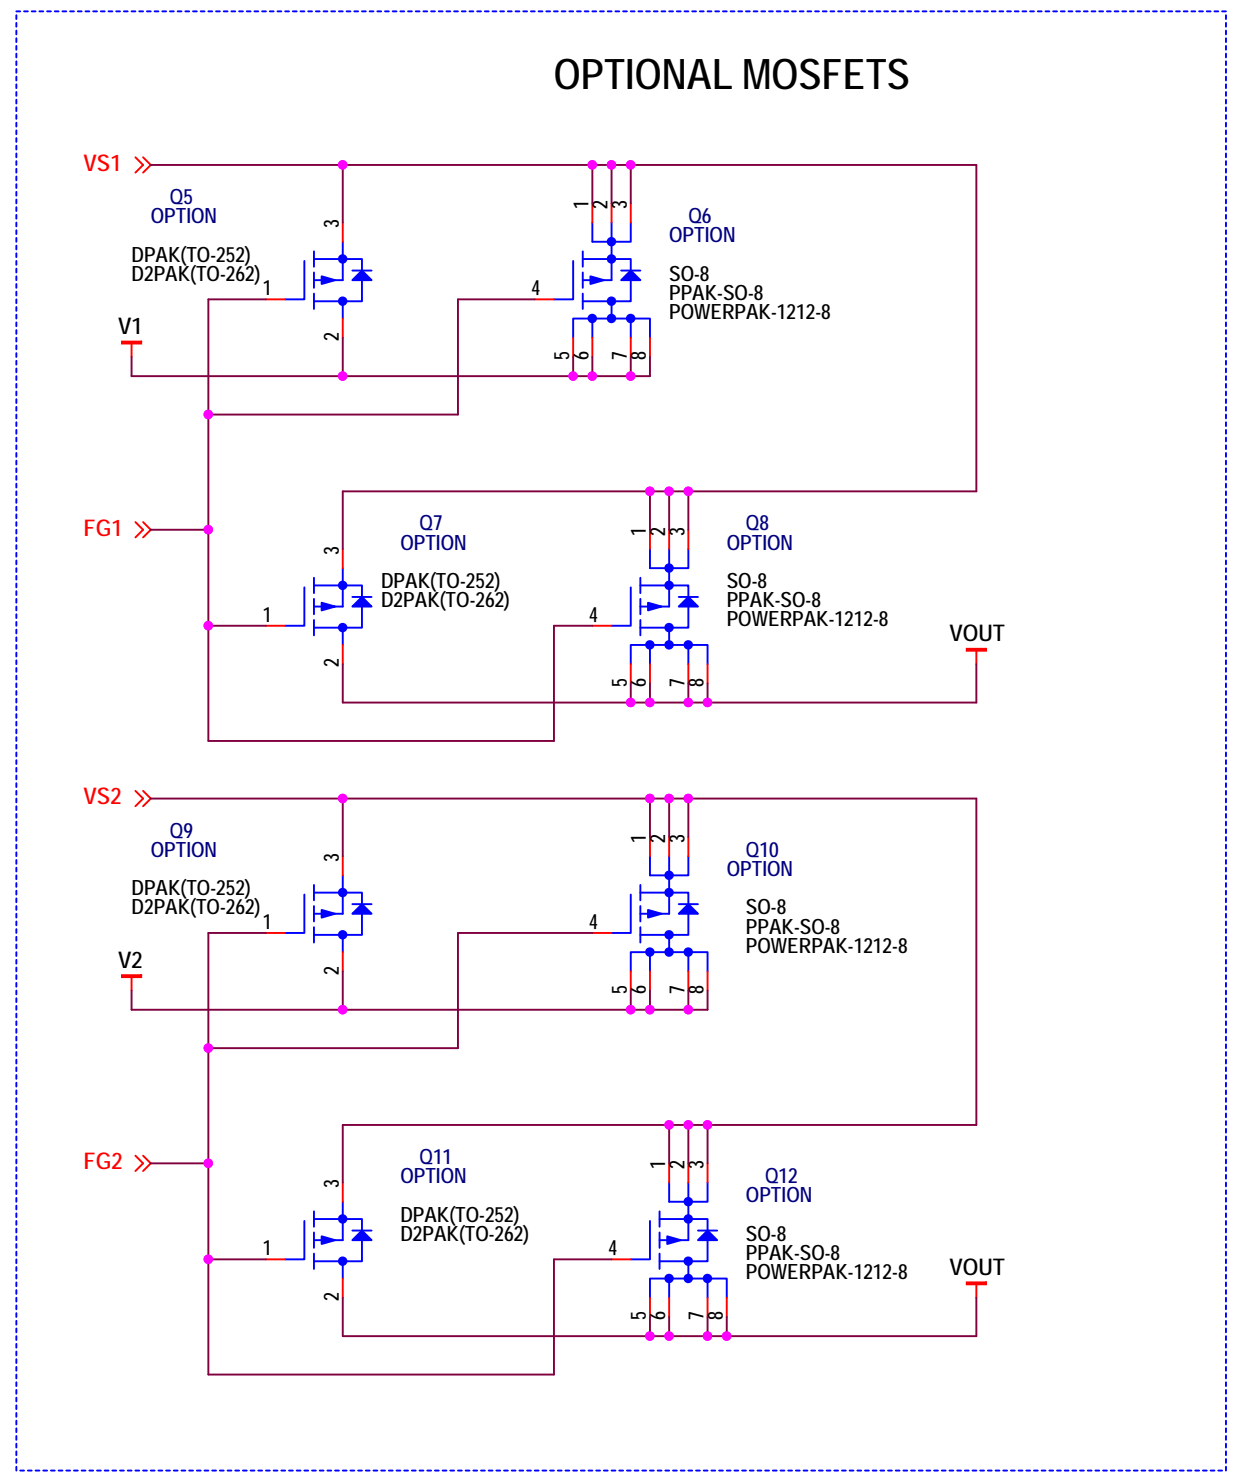 OPTIONAL MOSFETS
VS1
Q5
OPTION
DPAK(TO-252)
D2PAK(TO-262)
3
1
2
1
2
3
Q6
OPTION
SO-8
PPAK-SO-8
POWERPAK-1212-8
4
5
6
7
8
V1
FG1
Q7
OPTION
DPAK(TO-252)
D2PAK(TO-262)
3
1
2
1
2
3
Q8
OPTION
SO-8
PPAK-SO-8
POWERPAK-1212-8
4
5
6
7
8
VOUT
VS2
Q9
OPTION
DPAK(TO-252)
D2PAK(TO-262)
3
1
2
1
2
3
Q10
OPTION
SO-8
PPAK-SO-8
POWERPAK-1212-8
4
5
6
7
8
V2
FG2
Q11
OPTION
DPAK(TO-252)
D2PAK(TO-262)
3
1
2
1
2
3
Q12
OPTION
SO-8
PPAK-SO-8
POWERPAK-1212-8
4
5
6
7
8
VOUT